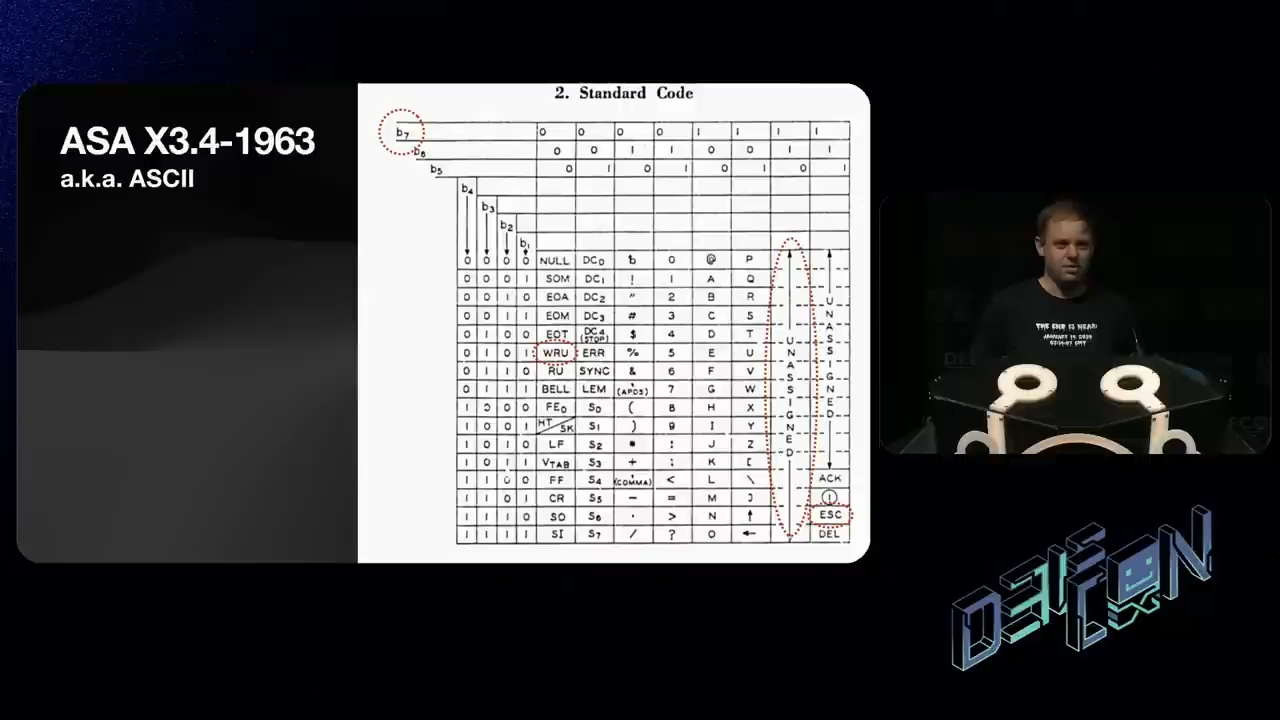 ASA X3.4-1963
a.k.a. ASCII
2. Standard Code
b7 0 0 0 0 1 1 1 1
b6 0 0 1 1 0 0 1 1
b5 0 1 0 1 0 1 0 1
b4
b3
b2
b1
0 0 0 0 NULL DC0 ƀ 0 @ P
0 0 0 1 SOM DC1 ! 1 A Q
0 0 1 0 EOA DC2 " 2 B R
0 0 1 1 EOM DC3 # 3 C S
0 1 0 0 EOT DC4 (STOP) $ 4 D T
0 1 0 1 WRU ERR % 5 E U
0 1 1 0 RU SYNC & 6 F V
0 1 1 1 BELL LEM ' (APOS) 7 G W
1 0 0 0 FE0 S0 ( 8 H X
1 0 0 1 HT/SK S1 ) 9 I Y
1 0 1 0 LF S2 * : J Z
1 0 1 1 VTAB S3 + ; K [
1 1 0 0 FF S4 , (COMMA) < L \ ACK
1 1 0 1 CR S5 - = M ] ①
1 1 1 0 SO S6 . > N ↑ ESC
1 1 1 1 SI S7 / ? O ← DEL
UNASSIGNED
UNASSIGNED
THE END IS NEAR!
DEF CON